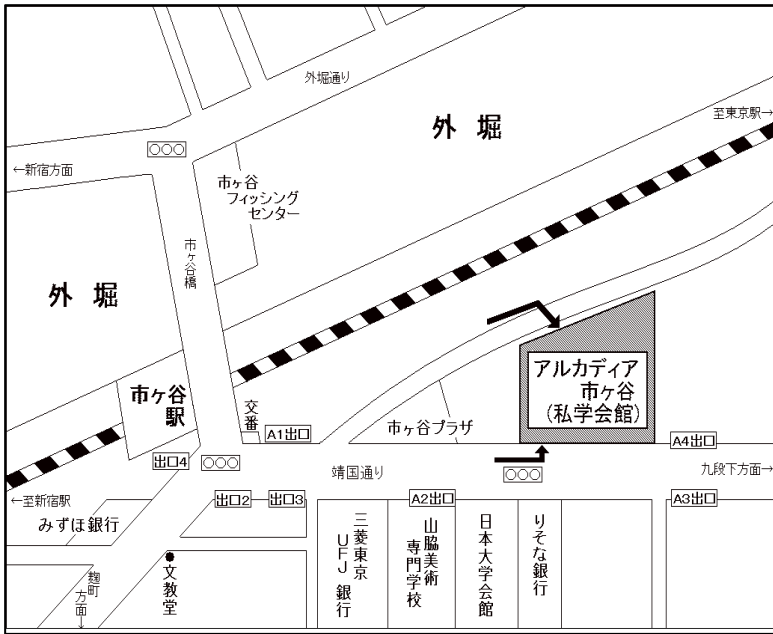 外堀通り
至東京駅→
外 堀
○○○
←新宿方面
市ヶ谷
フィッシング
センター
市ヶ谷橋
外 堀
アルカディア
市ヶ谷
(私学会館)
市ヶ谷
駅
交番
A1出口
市ヶ谷プラザ
A4出口
出口4
○○○
靖国通り
○○○
九段下方面→
←至新宿駅
出口2
出口3
A2出口
A3出口
みずほ銀行
三菱東京
UFJ 銀行
山脇美術
専門学校
日本大学会館
りそな銀行
文教堂
麹町
方面→